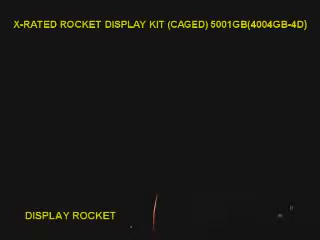 X-RATED ROCKET DISPLAY KIT (CAGED) 5001GB(4004GB-4D)
DISPLAY ROCKET